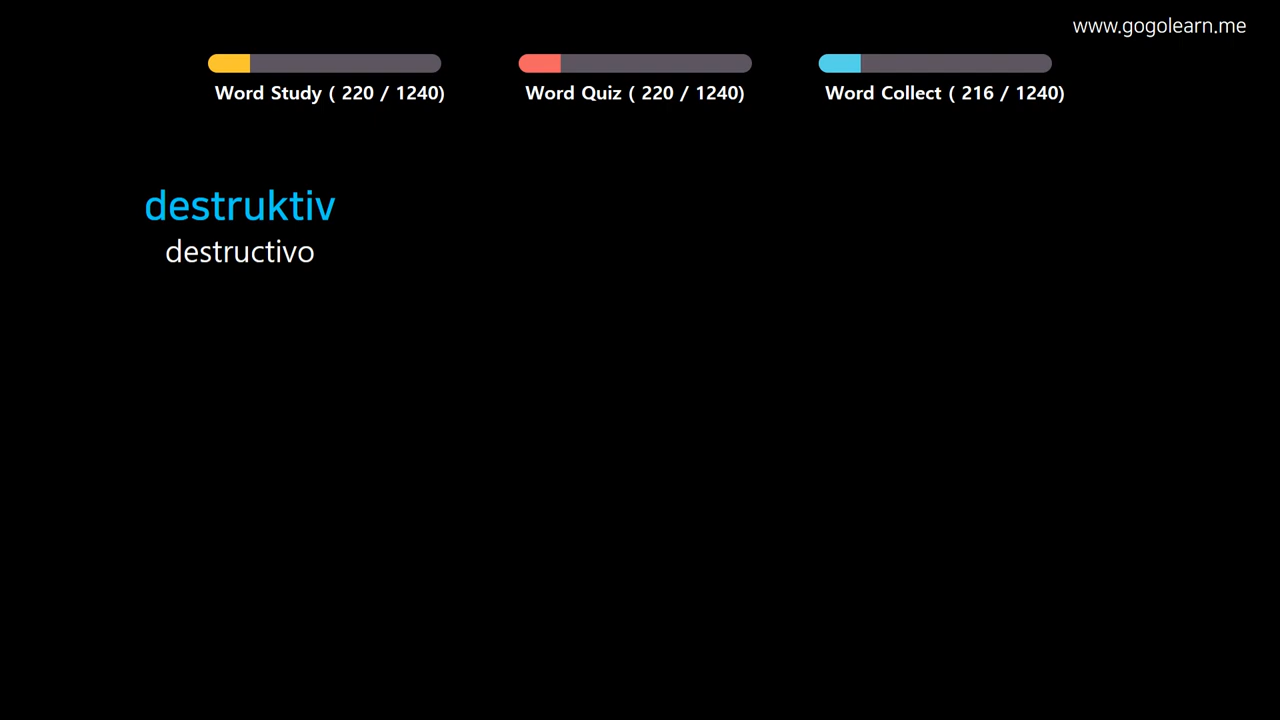 www.gogolearn.me
Word Study ( 220 / 1240)
Word Quiz ( 220 / 1240)
Word Collect ( 216 / 1240)
destruktiv
destructivo